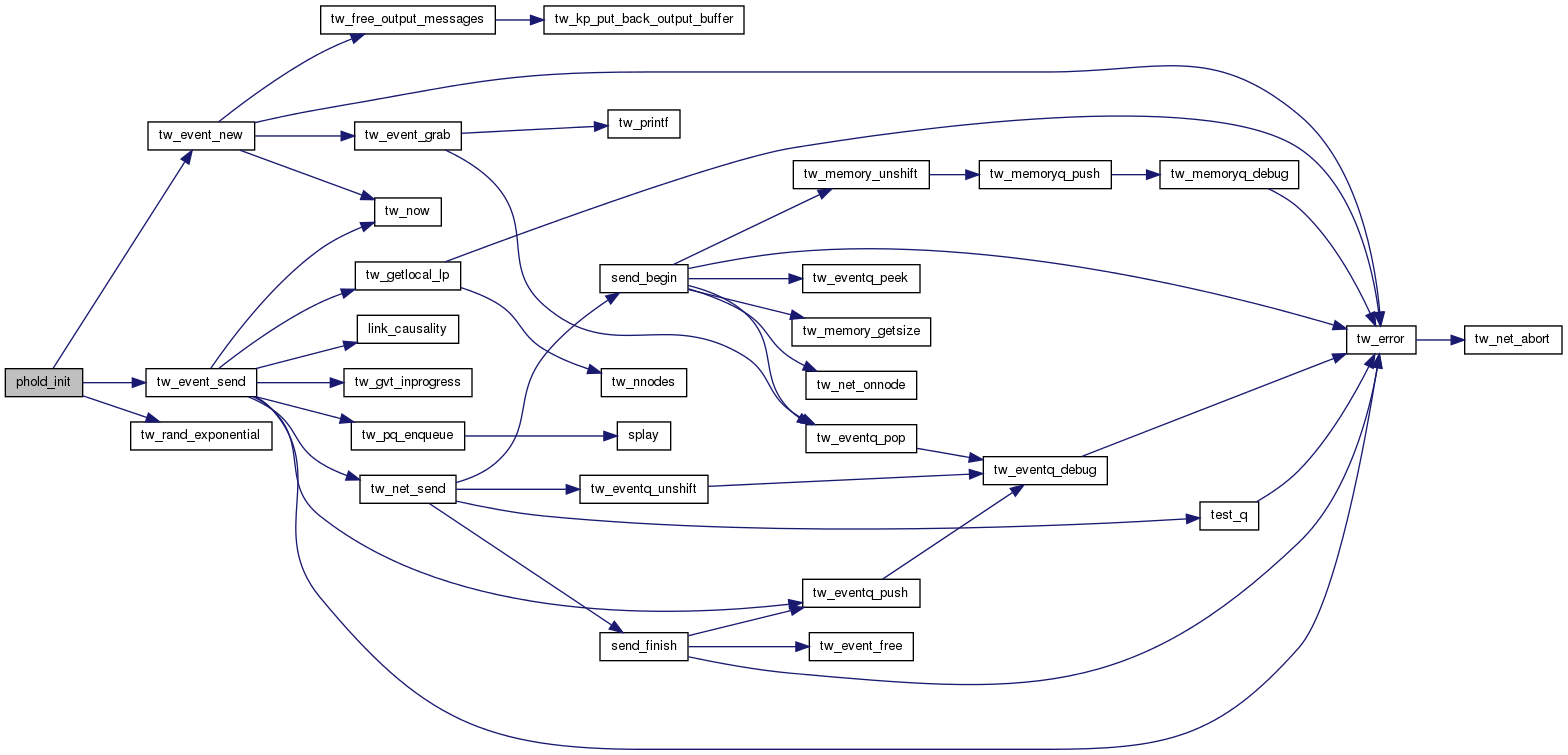 tw_free_output_messages
tw_kp_put_back_output_buffer
tw_event_new
tw_event_grab
tw_printf
tw_now
tw_memory_unshift
tw_memoryq_push
tw_memoryq_debug
tw_getlocal_lp
send_begin
tw_eventq_peek
link_causality
tw_memory_getsize
tw_error
tw_net_abort
phold_init
tw_event_send
tw_gvt_inprogress
tw_nnodes
tw_net_onnode
tw_rand_exponential
tw_pq_enqueue
splay
tw_eventq_pop
tw_eventq_debug
tw_net_send
tw_eventq_unshift
test_q
tw_eventq_push
send_finish
tw_event_free